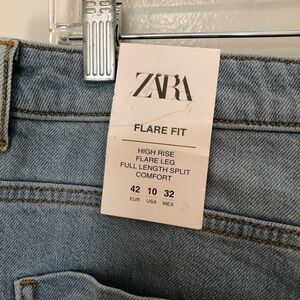 ZARA
FLARE FIT
HIGH RISE
FLARE LEG
FULL LENGTH SPLIT
COMFORT
42 10 32
EUR USA MEX